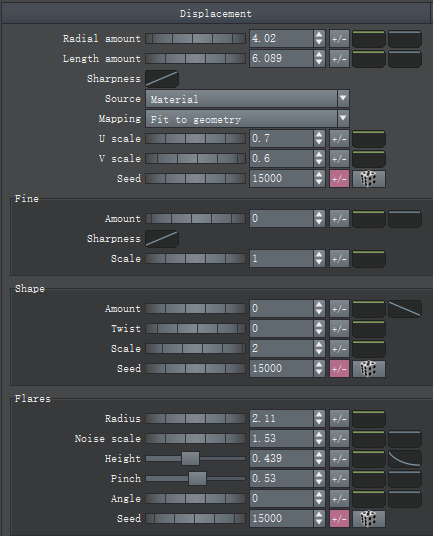 Displacement
Radial amount 4.02 +/-
Length amount 6.089 +/-
Sharpness
Source Material
Mapping Fit to geometry
U scale 0.7 +/-
V scale 0.6 +/-
Seed 15000 +/-
Fine
Amount 0 +/-
Sharpness
Scale 1 +/-
Shape
Amount 0 +/-
Twist 0 +/-
Scale 2 +/-
Seed 15000 +/-
Flares
Radius 2.11 +/-
Noise scale 1.53 +/-
Height 0.439 +/-
Pinch 0.53 +/-
Angle 0 +/-
Seed 15000 +/-